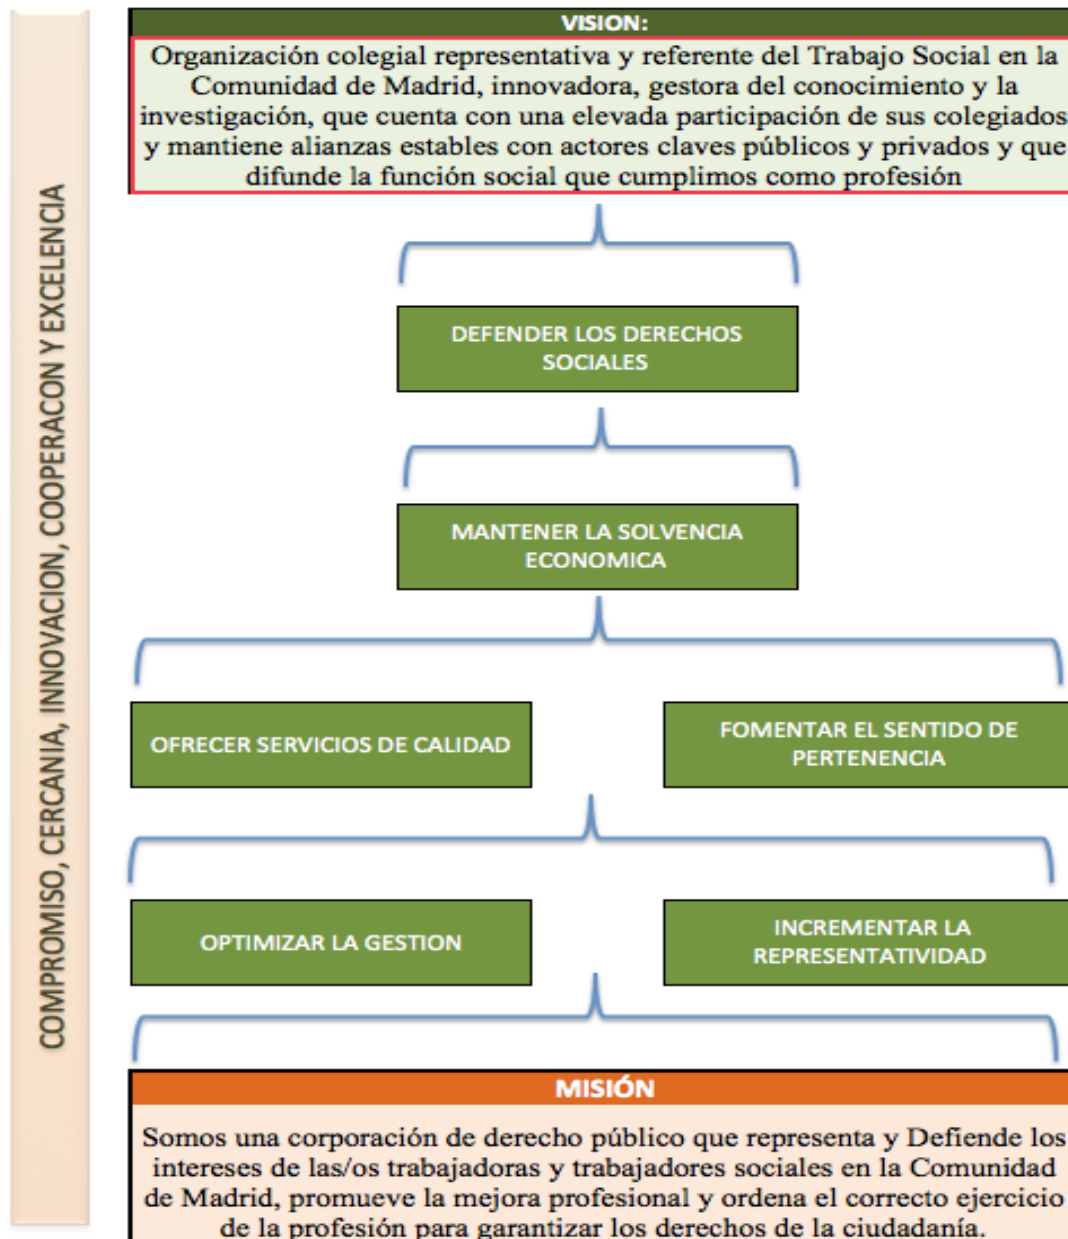 COMPROMISO, CERCANIA, INNOVACION, COOPERACON Y EXCELENCIA
VISION:
Organización colegial representativa y referente del Trabajo Social en la
Comunidad de Madrid, innovadora, gestora del conocimiento y la
investigación, que cuenta con una elevada participación de sus colegiados
y mantiene alianzas estables con actores claves públicos y privados y que
difunde la función social que cumplimos como profesión
DEFENDER LOS DERECHOS
SOCIALES
MANTENER LA SOLVENCIA
ECONOMICA
OFRECER SERVICIOS DE CALIDAD
FOMENTAR EL SENTIDO DE
PERTENENCIA
OPTIMIZAR LA GESTION
INCREMENTAR LA
REPRESENTATIVIDAD
MISIÓN
Somos una corporación de derecho público que representa y Defiende los
intereses de las/os trabajadoras y trabajadores sociales en la Comunidad
de Madrid, promueve la mejora profesional y ordena el correcto ejercicio
de la profesión para garantizar los derechos de la ciudadanía.